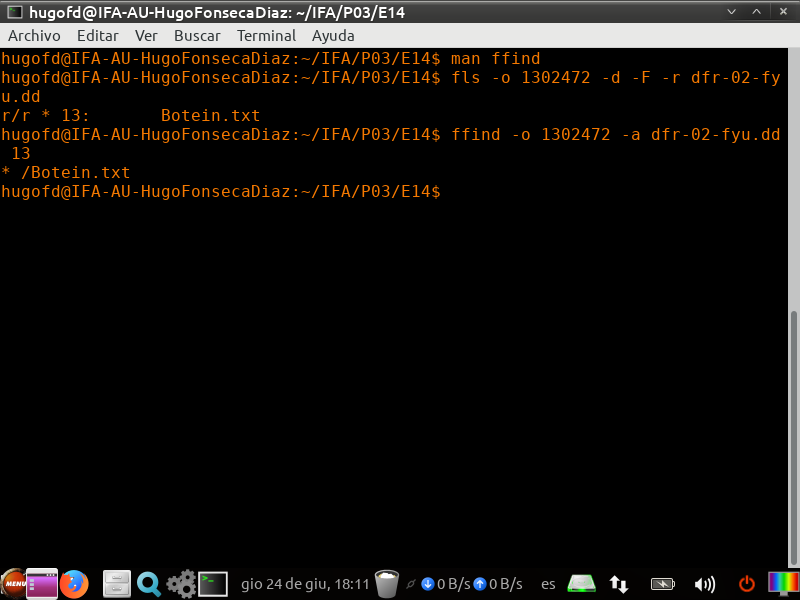 hugofd@IFA-AU-HugoFonsecaDiaz: ~/IFA/P03/E14
Archivo Editar Ver Buscar Terminal Ayuda
hugofd@IFA-AU-HugoFonsecaDiaz:~/IFA/P03/E14$ man ffind
hugofd@IFA-AU-HugoFonsecaDiaz:~/IFA/P03/E14$ fls -o 1302472 -d -F -r dfr-02-fy
u.dd
r/r * 13:       Botein.txt
hugofd@IFA-AU-HugoFonsecaDiaz:~/IFA/P03/E14$ ffind -o 1302472 -a dfr-02-fyu.dd
 13
* /Botein.txt
hugofd@IFA-AU-HugoFonsecaDiaz:~/IFA/P03/E14$
MENU gio 24 de giu, 18:11 0 B/s 0 B/s es